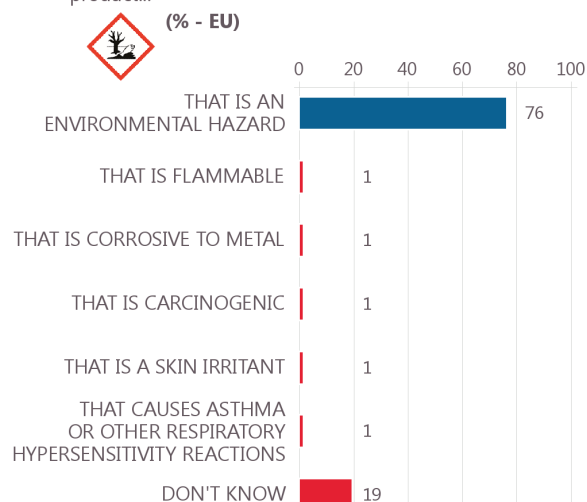 product...
(% - EU)
0 20 40 60 80 100
THAT IS AN
ENVIRONMENTAL HAZARD 76
THAT IS FLAMMABLE 1
THAT IS CORROSIVE TO METAL 1
THAT IS CARCINOGENIC 1
THAT IS A SKIN IRRITANT 1
THAT CAUSES ASTHMA
OR OTHER RESPIRATORY 1
HYPERSENSITIVITY REACTIONS
DON'T KNOW 19